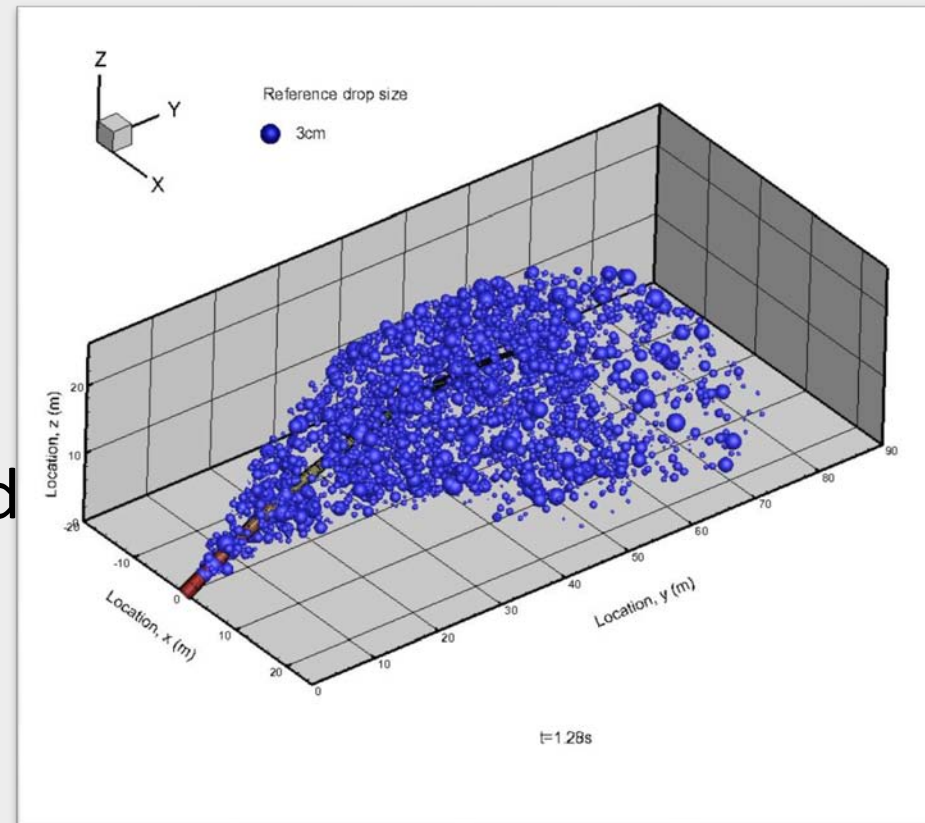 Z
Y
X
Reference drop size
3cm
Location, z (m)
20
10
-20
-10
0
10
20
Location, x (m)
0
10
20
30
40
50
60
70
80
90
Location, y (m)
t=1.28s
d